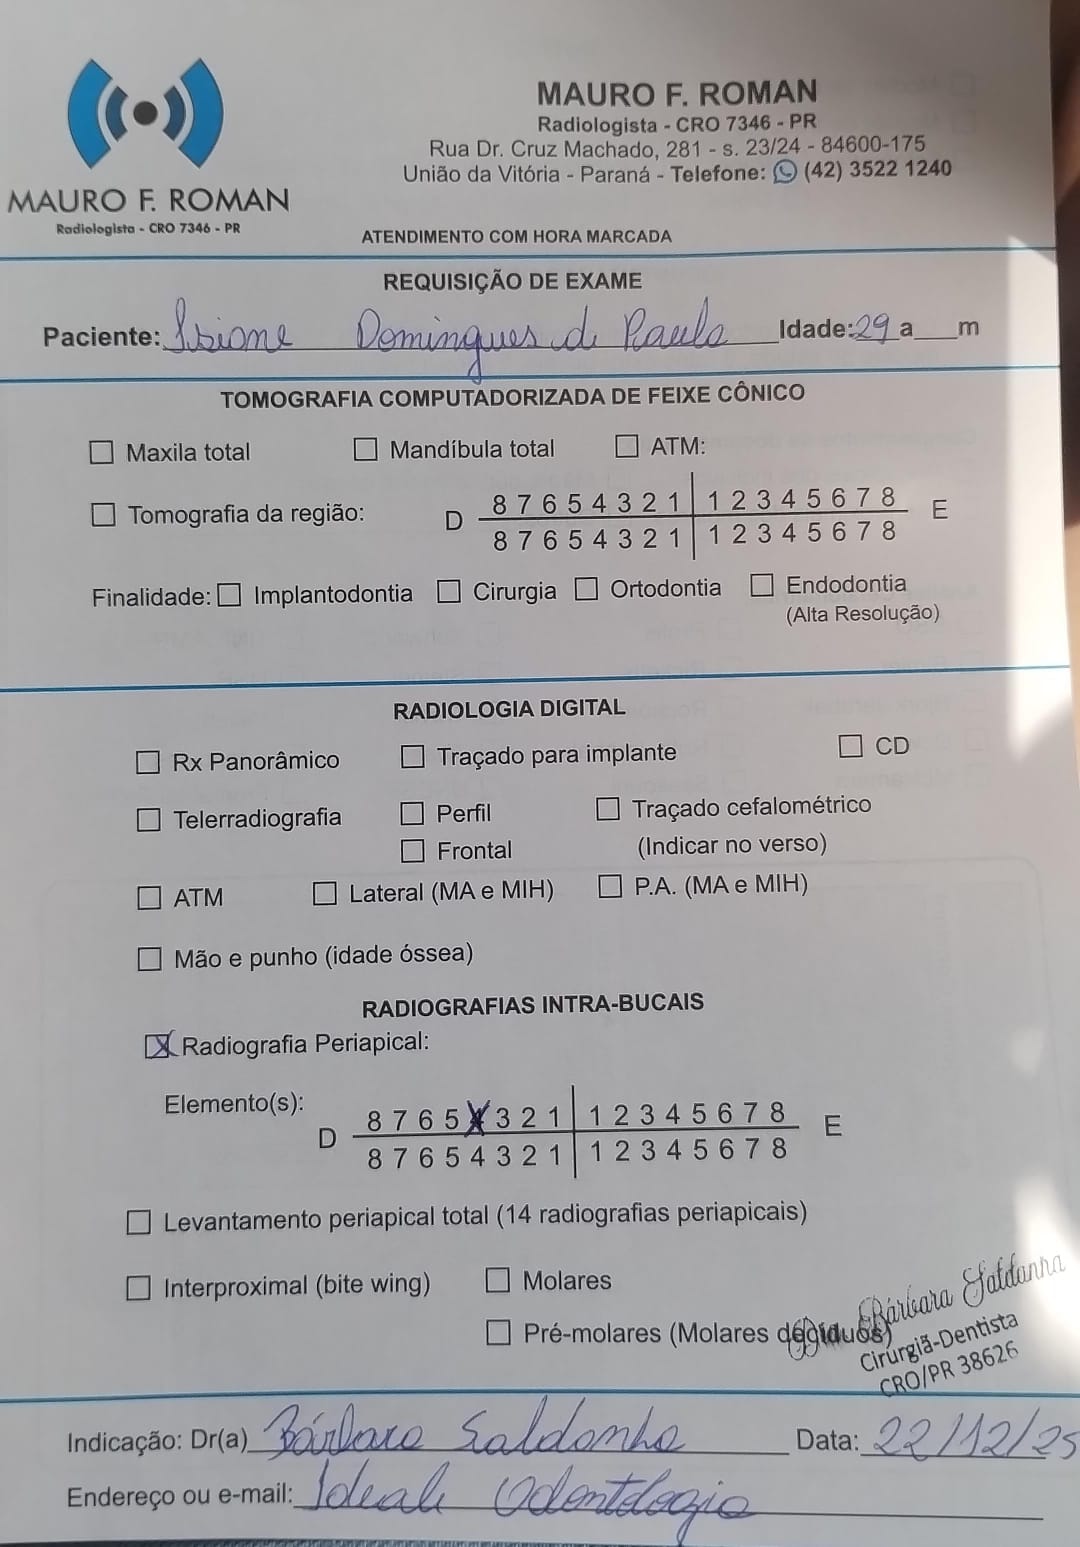 MAURO F. ROMAN
Radiologista - CRO 7346 - PR
MAURO F. ROMAN
Radiologista - CRO 7346 - PR
Rua Dr. Cruz Machado, 281 - s. 23/24 - 84600-175
União da Vitória - Paraná - Telefone: (42) 3522 1240
ATENDIMENTO COM HORA MARCADA
REQUISIÇÃO DE EXAME
Paciente: Domingues de Paula Idade: 29 a m
TOMOGRAFIA COMPUTADORIZADA DE FEIXE CÔNICO
Maxila total Mandíbula total ATM:
Tomografia da região: D 8 7 6 5 4 3 2 1 1 2 3 4 5 6 7 8 E
8 7 6 5 4 3 2 1 1 2 3 4 5 6 7 8
Finalidade: Implantodontia Cirurgia Ortodontia Endodontia
(Alta Resolução)
RADIOLOGIA DIGITAL
Rx Panorâmico Traçado para implante CD
Telerradiografia Perfil Traçado cefalométrico
Frontal (Indicar no verso)
ATM Lateral (MA e MIH) P.A. (MA e MIH)
Mão e punho (idade óssea)
RADIOGRAFIAS INTRA-BUCAIS
X Radiografia Periapical:
Elemento(s): D 8 7 6 5 4 3 2 1 1 2 3 4 5 6 7 8 E
8 7 6 5 4 3 2 1 1 2 3 4 5 6 7 8
Levantamento periapical total (14 radiografias periapicais)
Interproximal (bite wing) Molares
Pré-molares (Molares decíduos)
Bárbara Saldanha
Cirurgiã-Dentista
CRO/PR 38626
Indicação: Dr(a) Bárbara Saldanha Data: 22/12/25
Endereço ou e-mail: Ideale Odontologia